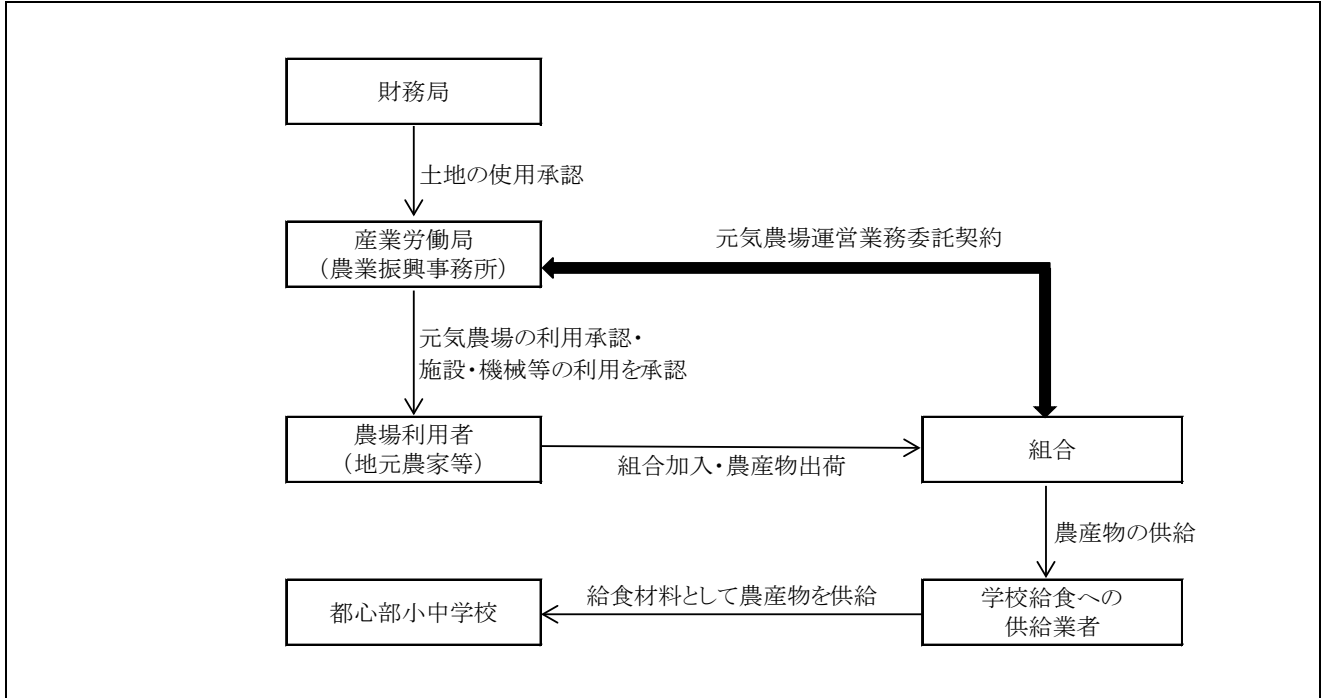 財務局
土地の使用承認
産業労働局
（農業振興事務所）
元気農場運営業務委託契約
元気農場の利用承認・
施設・機械等の利用を承認
農場利用者
（地元農家等）
組合加入・農産物出荷
組合
農産物の供給
都心部小中学校
給食材料として農産物を供給
学校給食への
供給業者